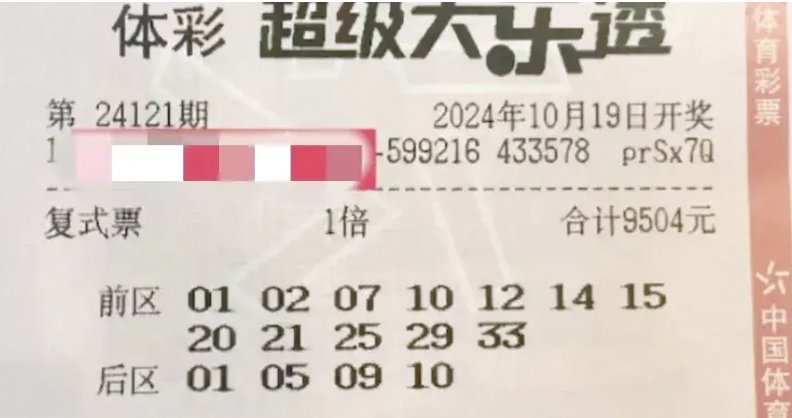 体彩 超级大乐透
第 24121期 2024年10月19日开奖
1 -599216 433578 prSx7Q
复式票 1倍 合计9504元
前区 01 02 07 10 12 14 15
20 21 25 29 33
后区 01 05 09 10
体育彩票
中国体育